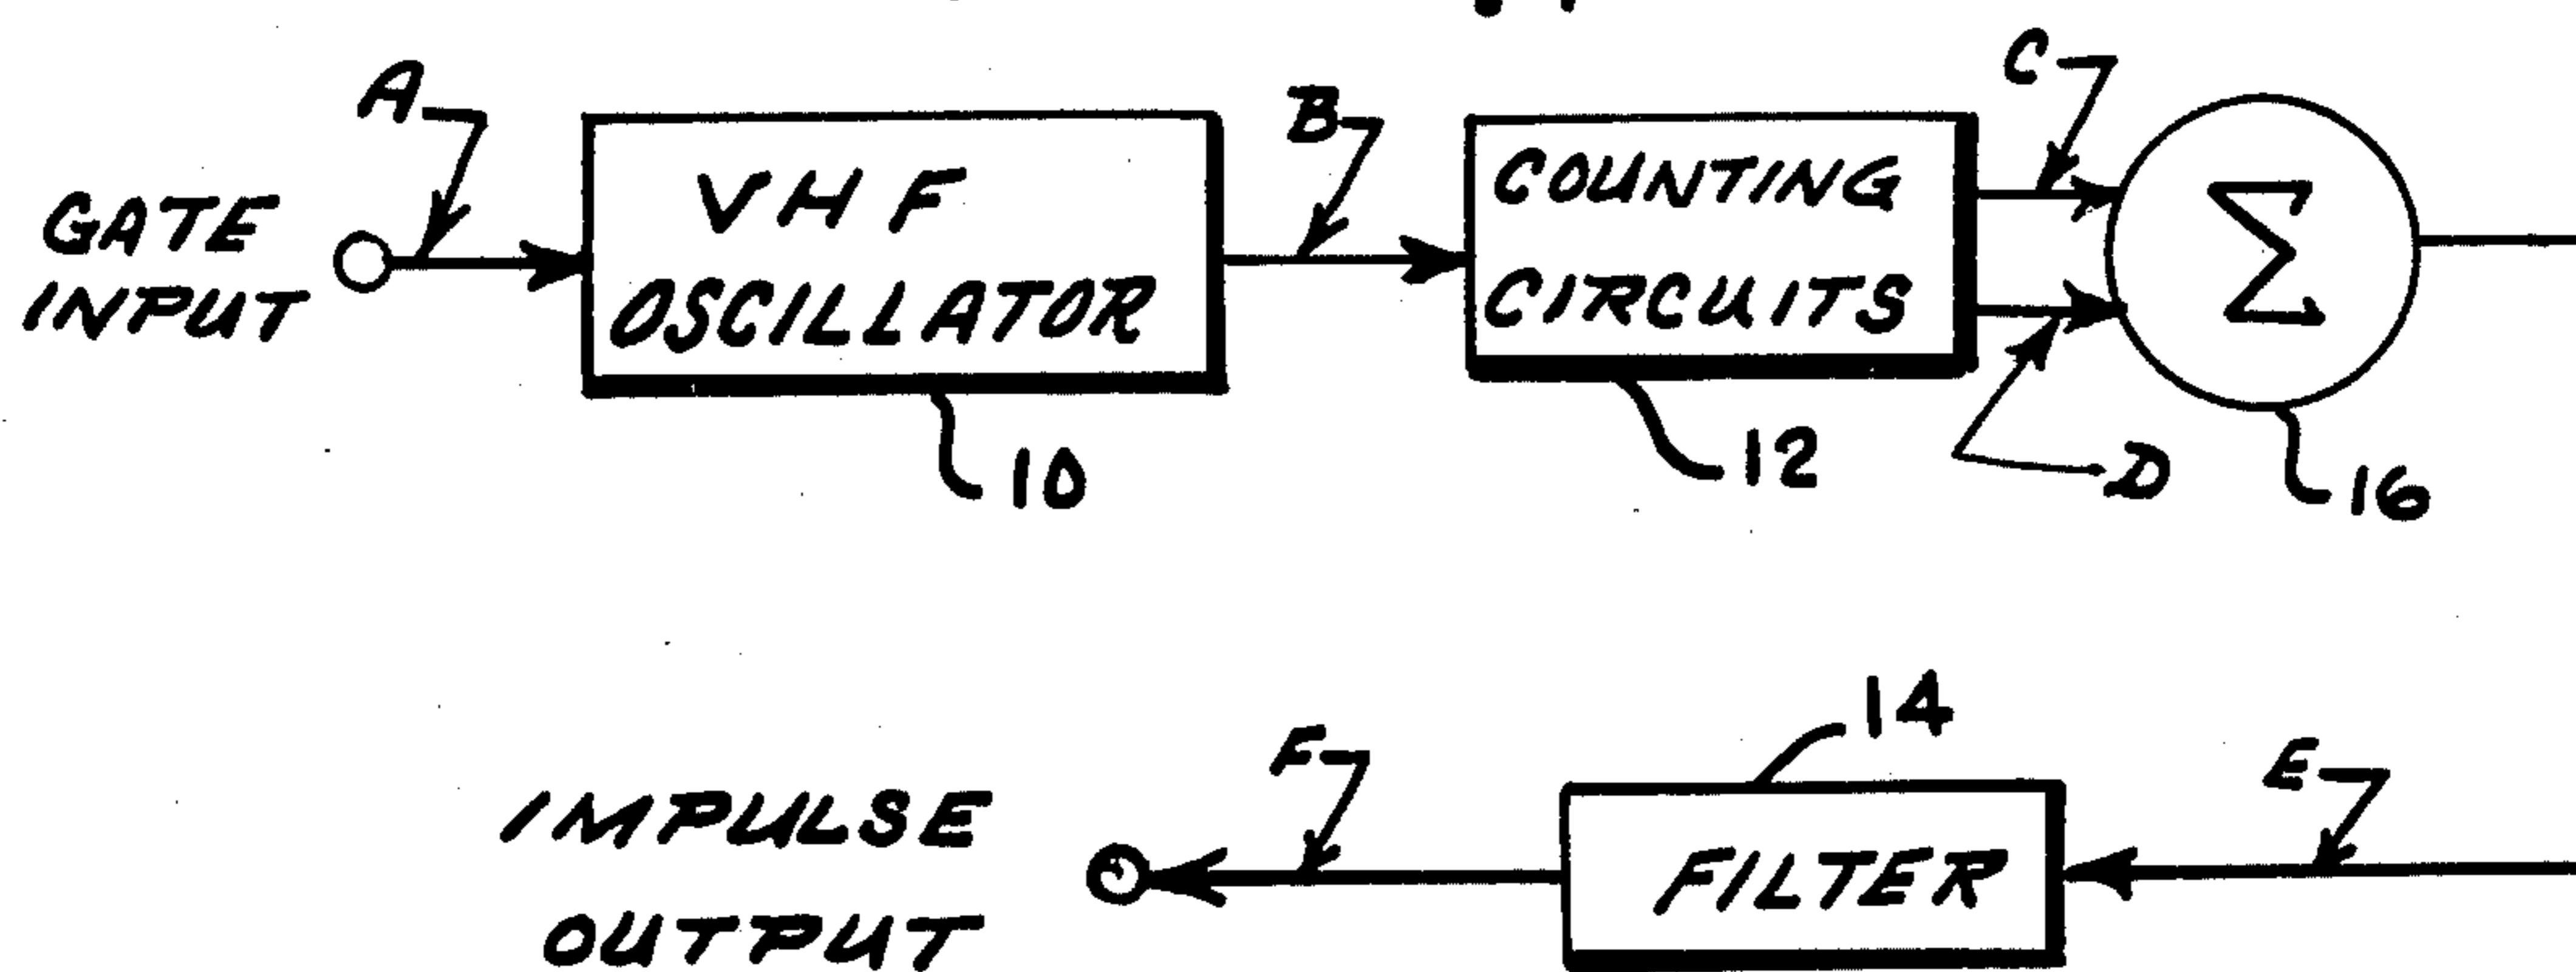 A
GATE
INPUT
VHF
OSCILLATOR
10
B
COUNTING
CIRCUITS
12
C
D
Σ
16
E
14
FILTER
F
IMPULSE
OUTPUT